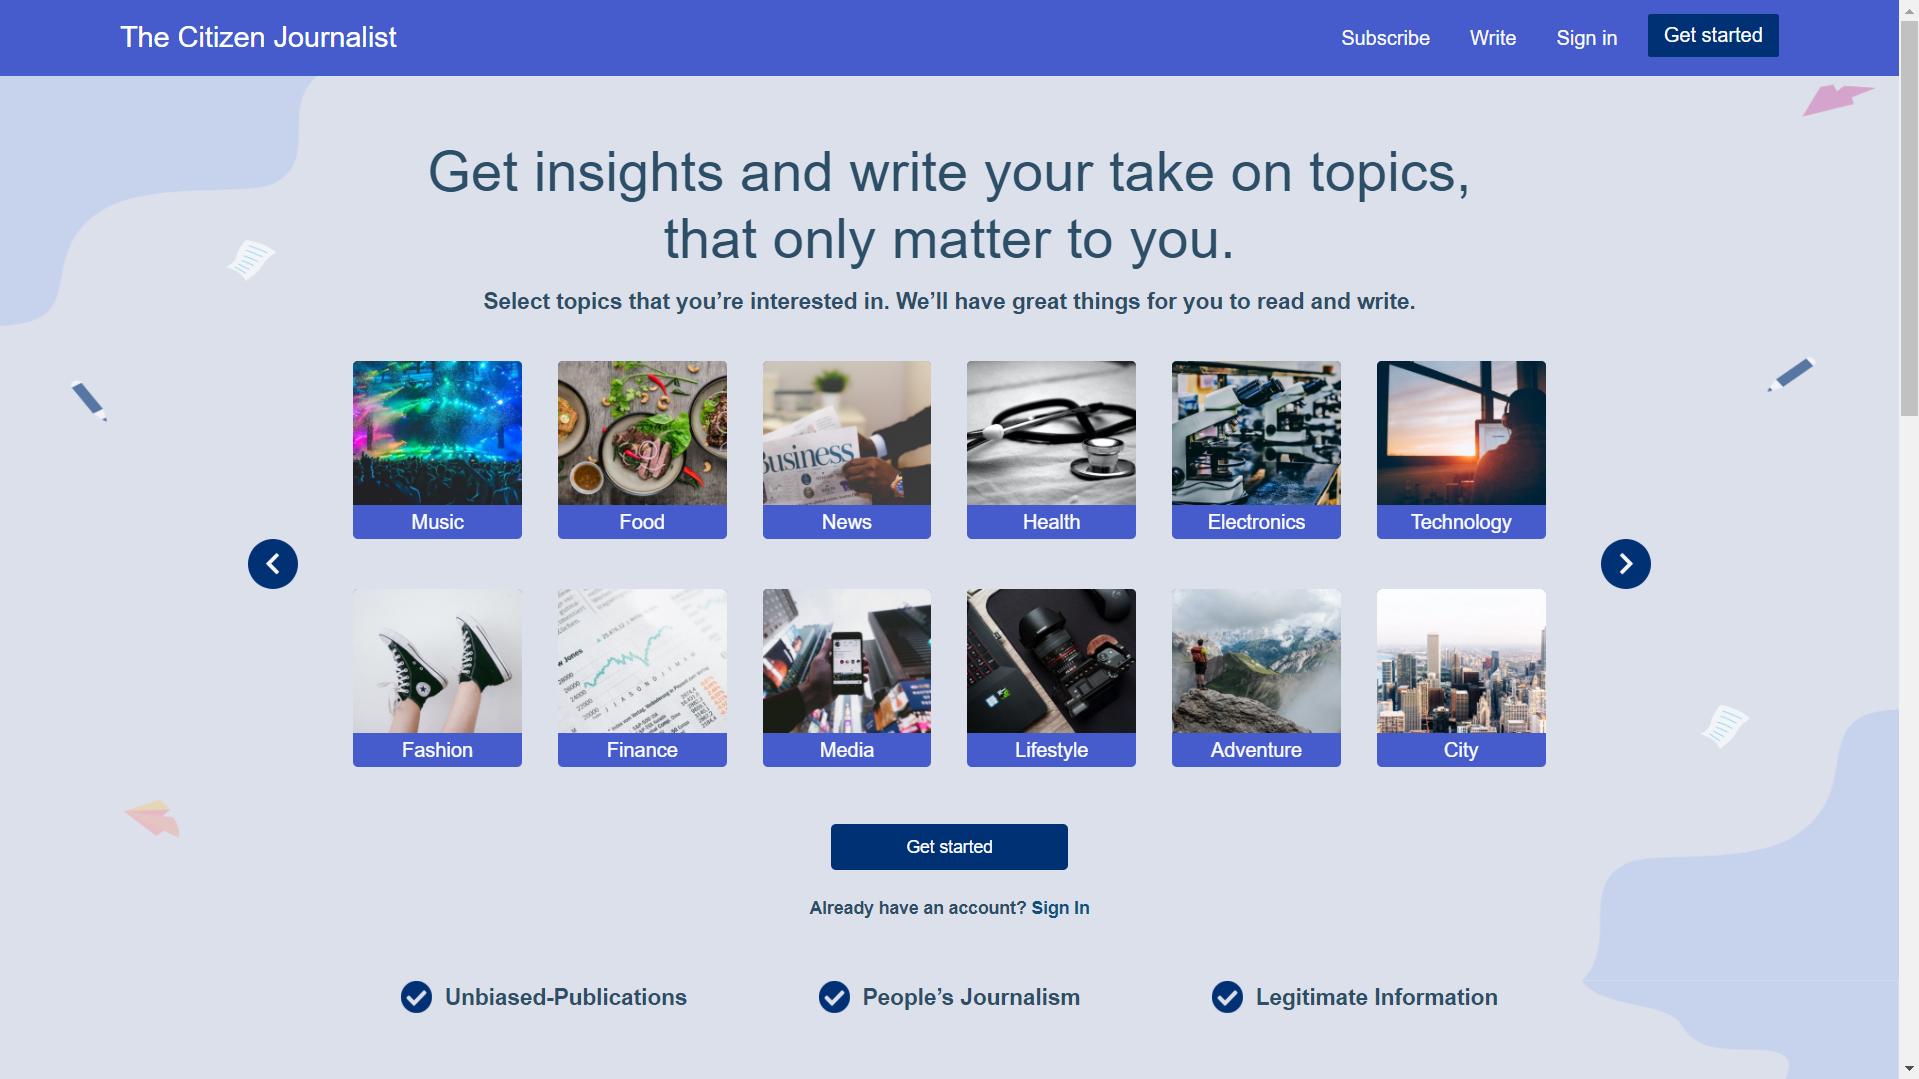 The Citizen Journalist
Subscribe
Write
Sign in
Get started
Get insights and write your take on topics,
that only matter to you.
Select topics that you’re interested in. We’ll have great things for you to read and write.
Business
Music
Food
News
Health
Electronics
Technology
Fashion
Finance
Media
Lifestyle
Adventure
City
Get started
Already have an account? Sign In
Unbiased-Publications
People’s Journalism
Legitimate Information